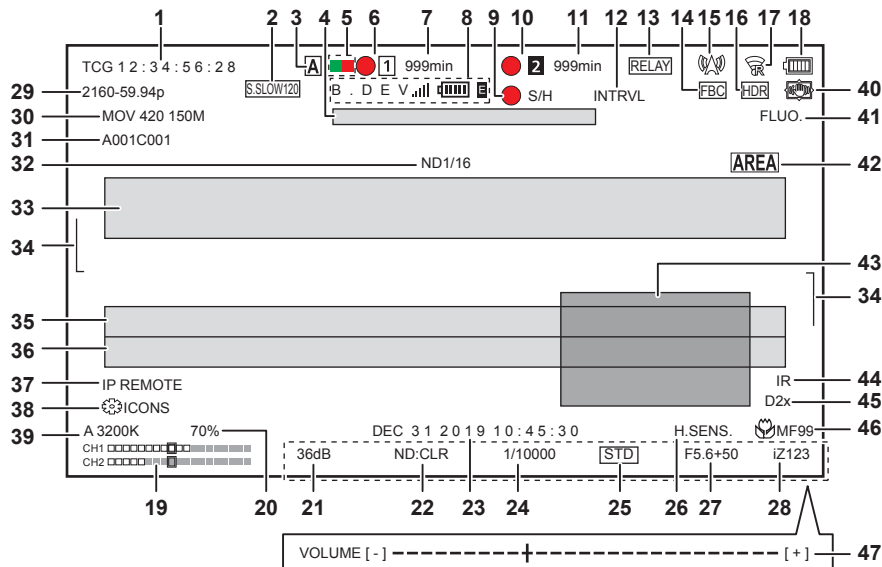 1 2 3 4 5 6 7 8 9 10 11 12 13 14 15 16 17 18
TCG 12:34:56:28 A 1 999min 2 999min RELAY
29 2160-59.94p S.SLOW120 B.DEV E S/H INTRVL FBC HDR 40
30 MOV 420 150M FLUO. 41
31 A001C001
32 ND1/16 AREA 42
33
34
43
34
35
36
37 IP REMOTE IR 44
38 ICONS D2x 45
39 A 3200K 70% DEC 31 2019 10:45:30 H.SENS. MF99 46
CH1
CH2
36dB ND:CLR 1/10000 STD F5.6+50 iZ123
19 20 21 22 23 24 25 26 27 28
VOLUME [-] [+] 47